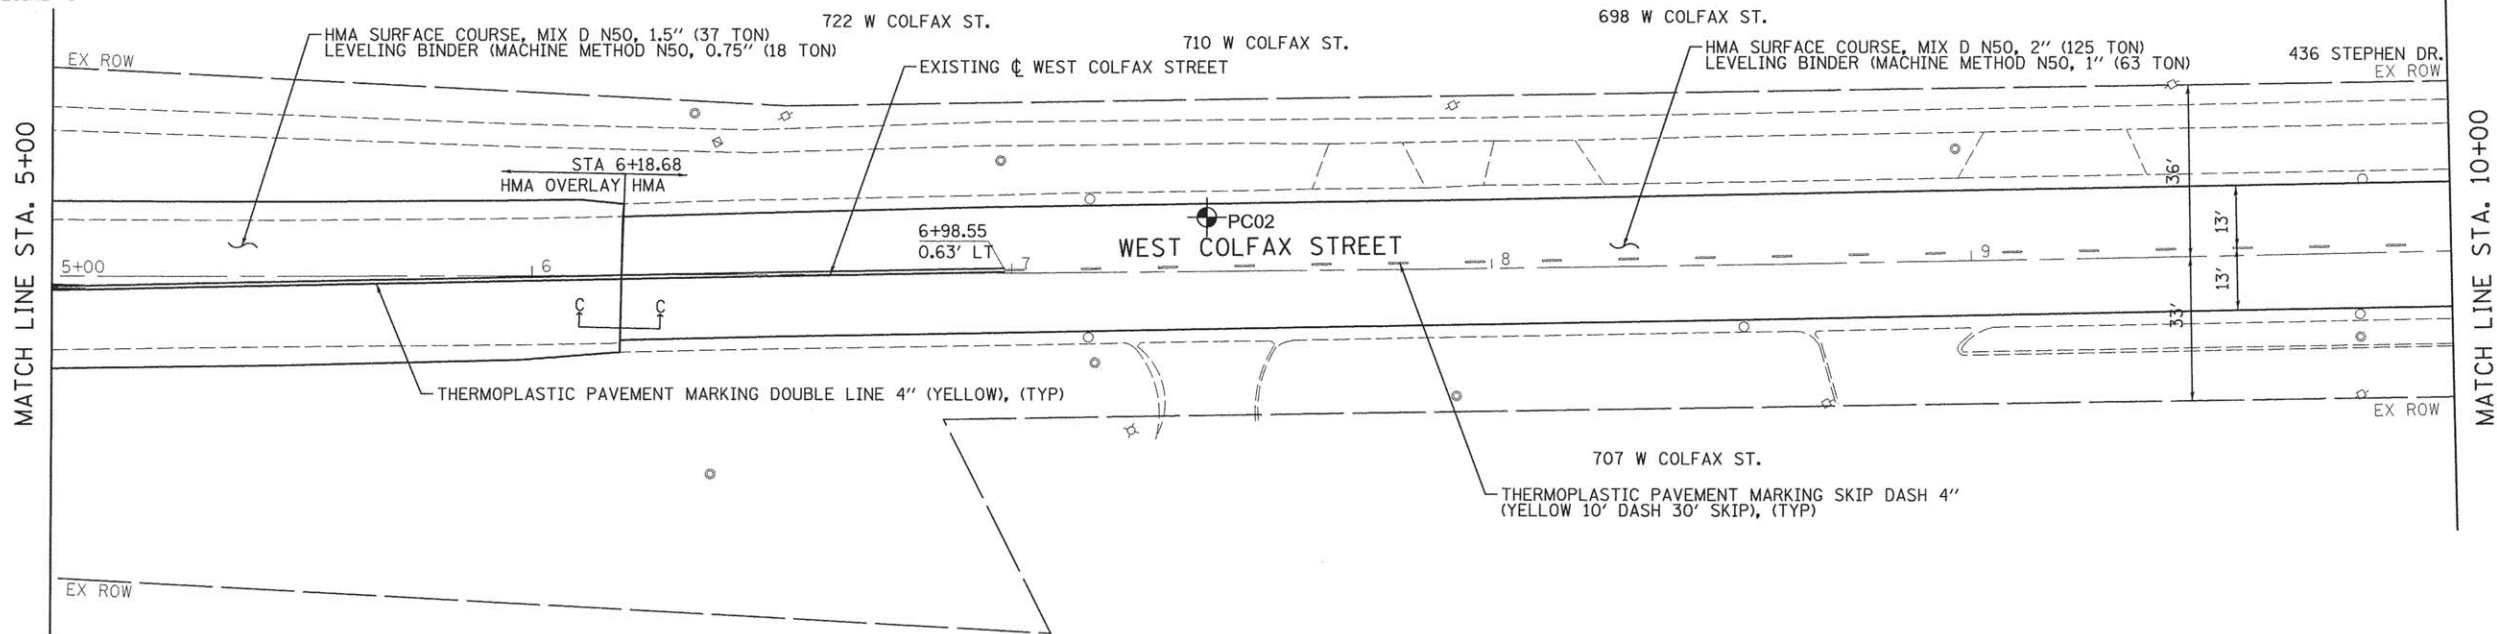 722 W COLFAX ST.
698 W COLFAX ST.
HMA SURFACE COURSE, MIX D N50, 1.5" (37 TON)
LEVELING BINDER (MACHINE METHOD N50, 0.75" (18 TON)
710 W COLFAX ST.
HMA SURFACE COURSE, MIX D N50, 2" (125 TON)
LEVELING BINDER (MACHINE METHOD N50, 1" (63 TON)
436 STEPHEN DR.
EX ROW
EX ROW
EXISTING ℄ WEST COLFAX STREET
MATCH LINE STA. 5+00
MATCH LINE STA. 10+00
STA 6+18.68
HMA OVERLAY
HMA
36'
13'
PC02
6+98.55
0.63' LT
WEST COLFAX STREET
5+00
6
7
8
9
13'
33'
C
C
THERMOPLASTIC PAVEMENT MARKING DOUBLE LINE 4" (YELLOW), (TYP)
EX ROW
707 W COLFAX ST.
THERMOPLASTIC PAVEMENT MARKING SKIP DASH 4"
(YELLOW 10' DASH 30' SKIP), (TYP)
EX ROW